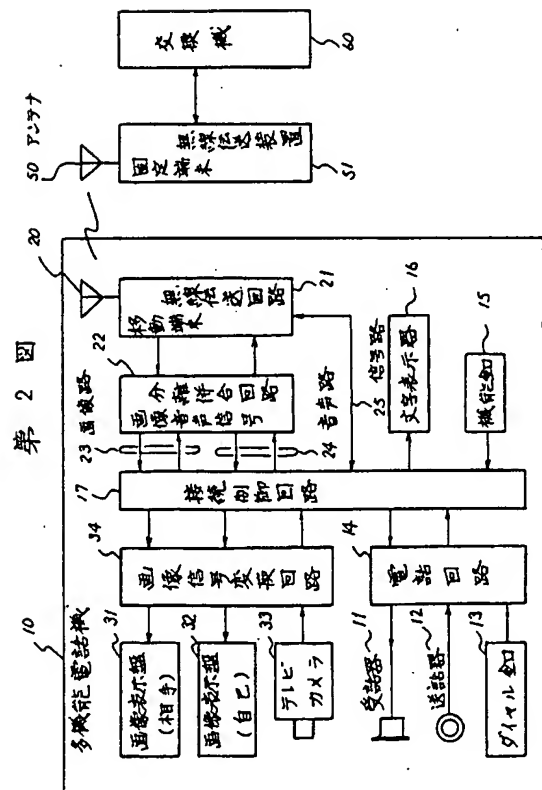 第 2 図
10
多機能電話機
31
画像表示盤
(相手)
32
画像表示盤
(自己)
33
テレビ
カメラ
34
画像信号変換回路
11
受話器
12
送話器
13
ダイヤル釦
14
電話回路
17
接続制御回路
23 画像路
24
音声路
25 信号路
22
画像音声信号
分離併合回路
20
21
移動端末
無線伝送回路
16
文字表示器
15
機能釦
50 アンテナ
51
固定端末
無線伝送装置
60
交換機